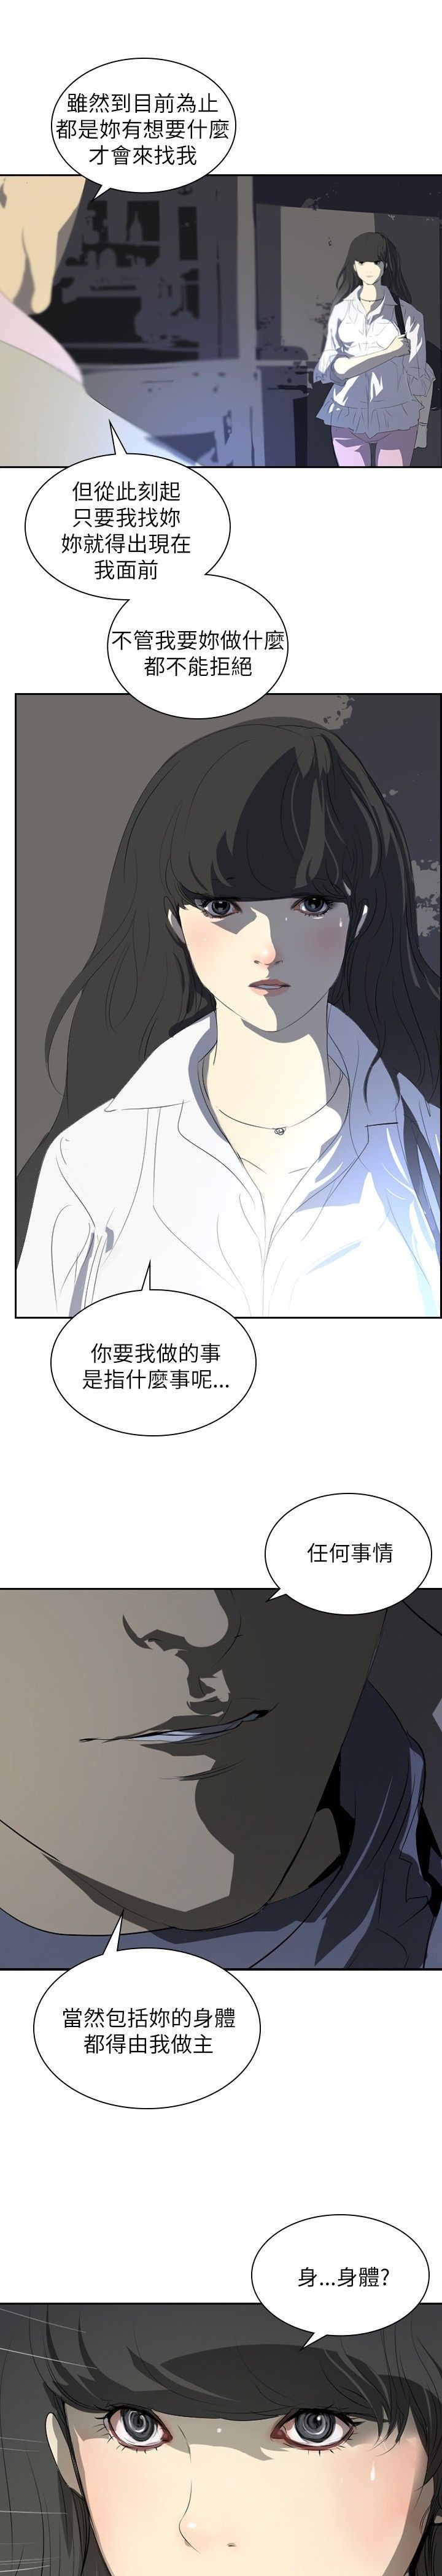 雖然到目前為止
都是妳有想要什麼
才會來找我
但從此刻起
只要我找妳
妳就得出現在
我面前
不管我要妳做什麼
都不能拒絕
你要我做的事
是指什麼事呢...
任何事情
當然包括妳的身體
都得由我做主
身...身體?